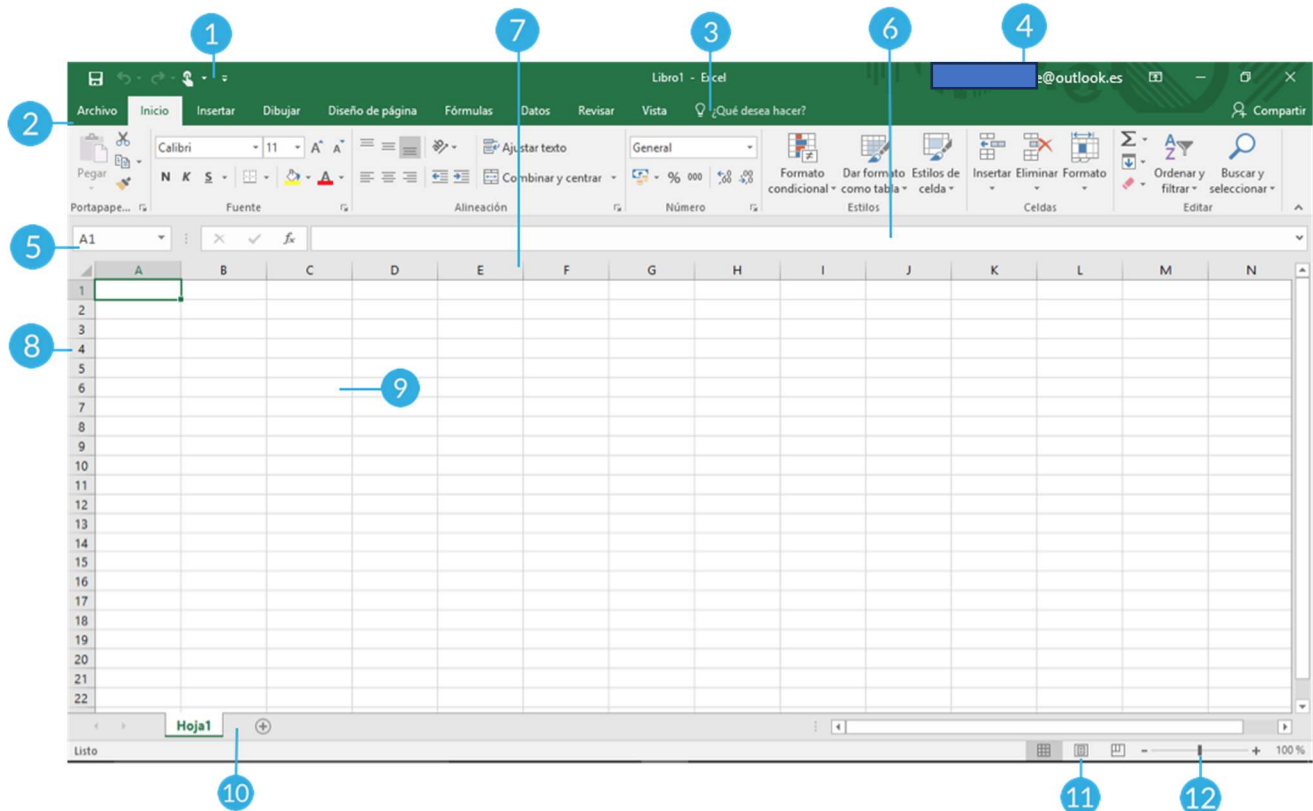 1 7 3 6 4
Libro1 - Excel e@outlook.es
2 Archivo Inicio Insertar Dibujar Diseño de página Fórmulas Datos Revisar Vista ¿Qué desea hacer? Compartir
Calibri 11 A A Ajustar texto General
Pegar Formato condicional Dar formato como tabla Estilos de celda Insertar Eliminar Formato Ordenar y filtrar Buscar y seleccionar
N K S A Combinar y centrar % 000
Portapape... Fuente Alineación Número Estilos Celdas Editar
5 A1 fx
A B C D E F G H I J K L M N
1
2
3
8 4
5
6 9
7
8
9
10
11
12
13
14
15
16
17
18
19
20
21
22
Hoja1
Listo 100 %
10 11 12